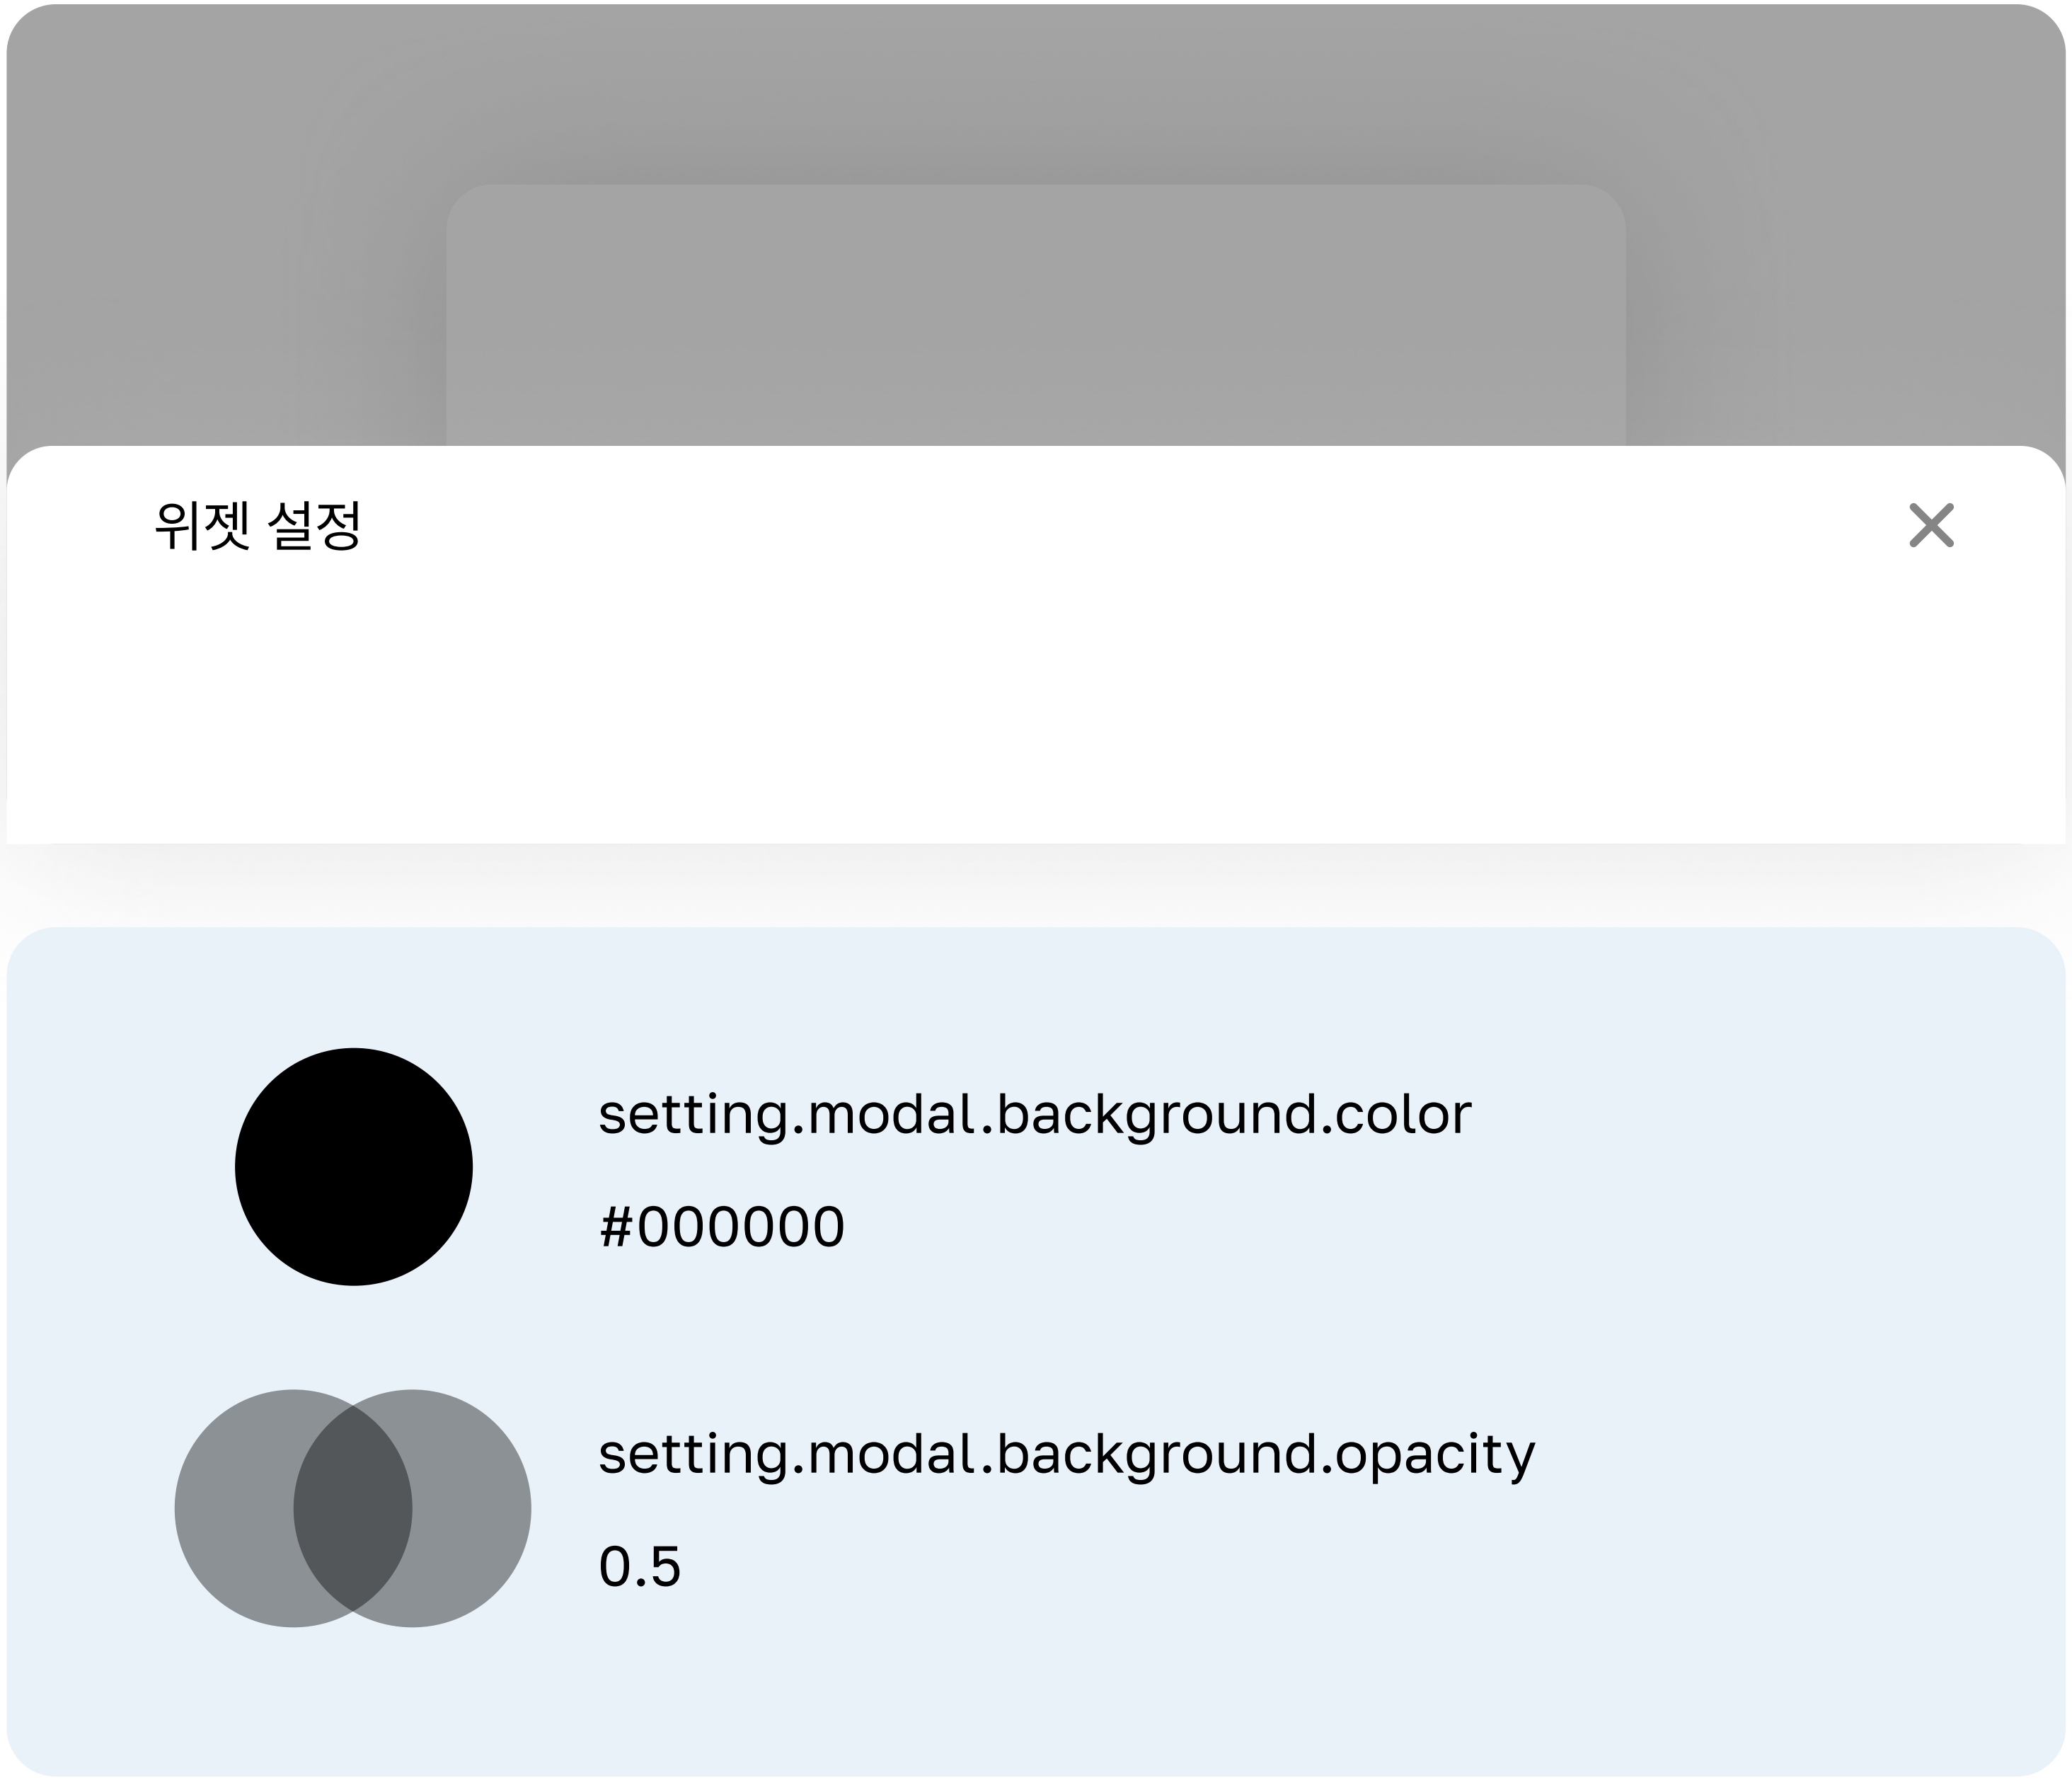 위젯 설정
setting.modal.background.color
#000000
setting.modal.background.opacity
0.5